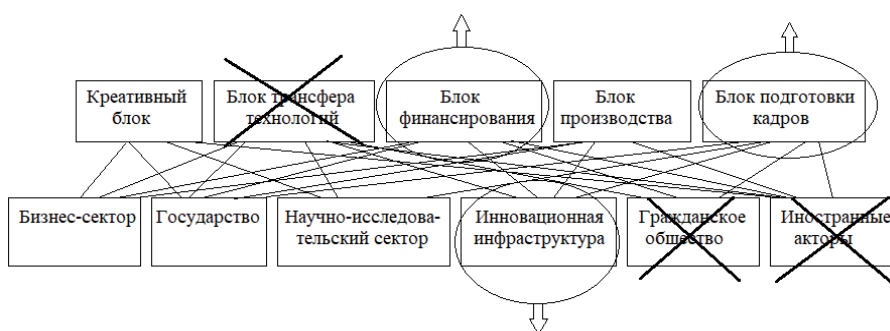 Креативный
блок
Блок трансфера
технологий
Блок
финансирования
Блок
производства
Блок подготовки
кадров
Бизнес-сектор
Государство
Научно-исследова-
тельский сектор
Инновационная
инфраструктура
Гражданское
общество
Иностранные
акторы